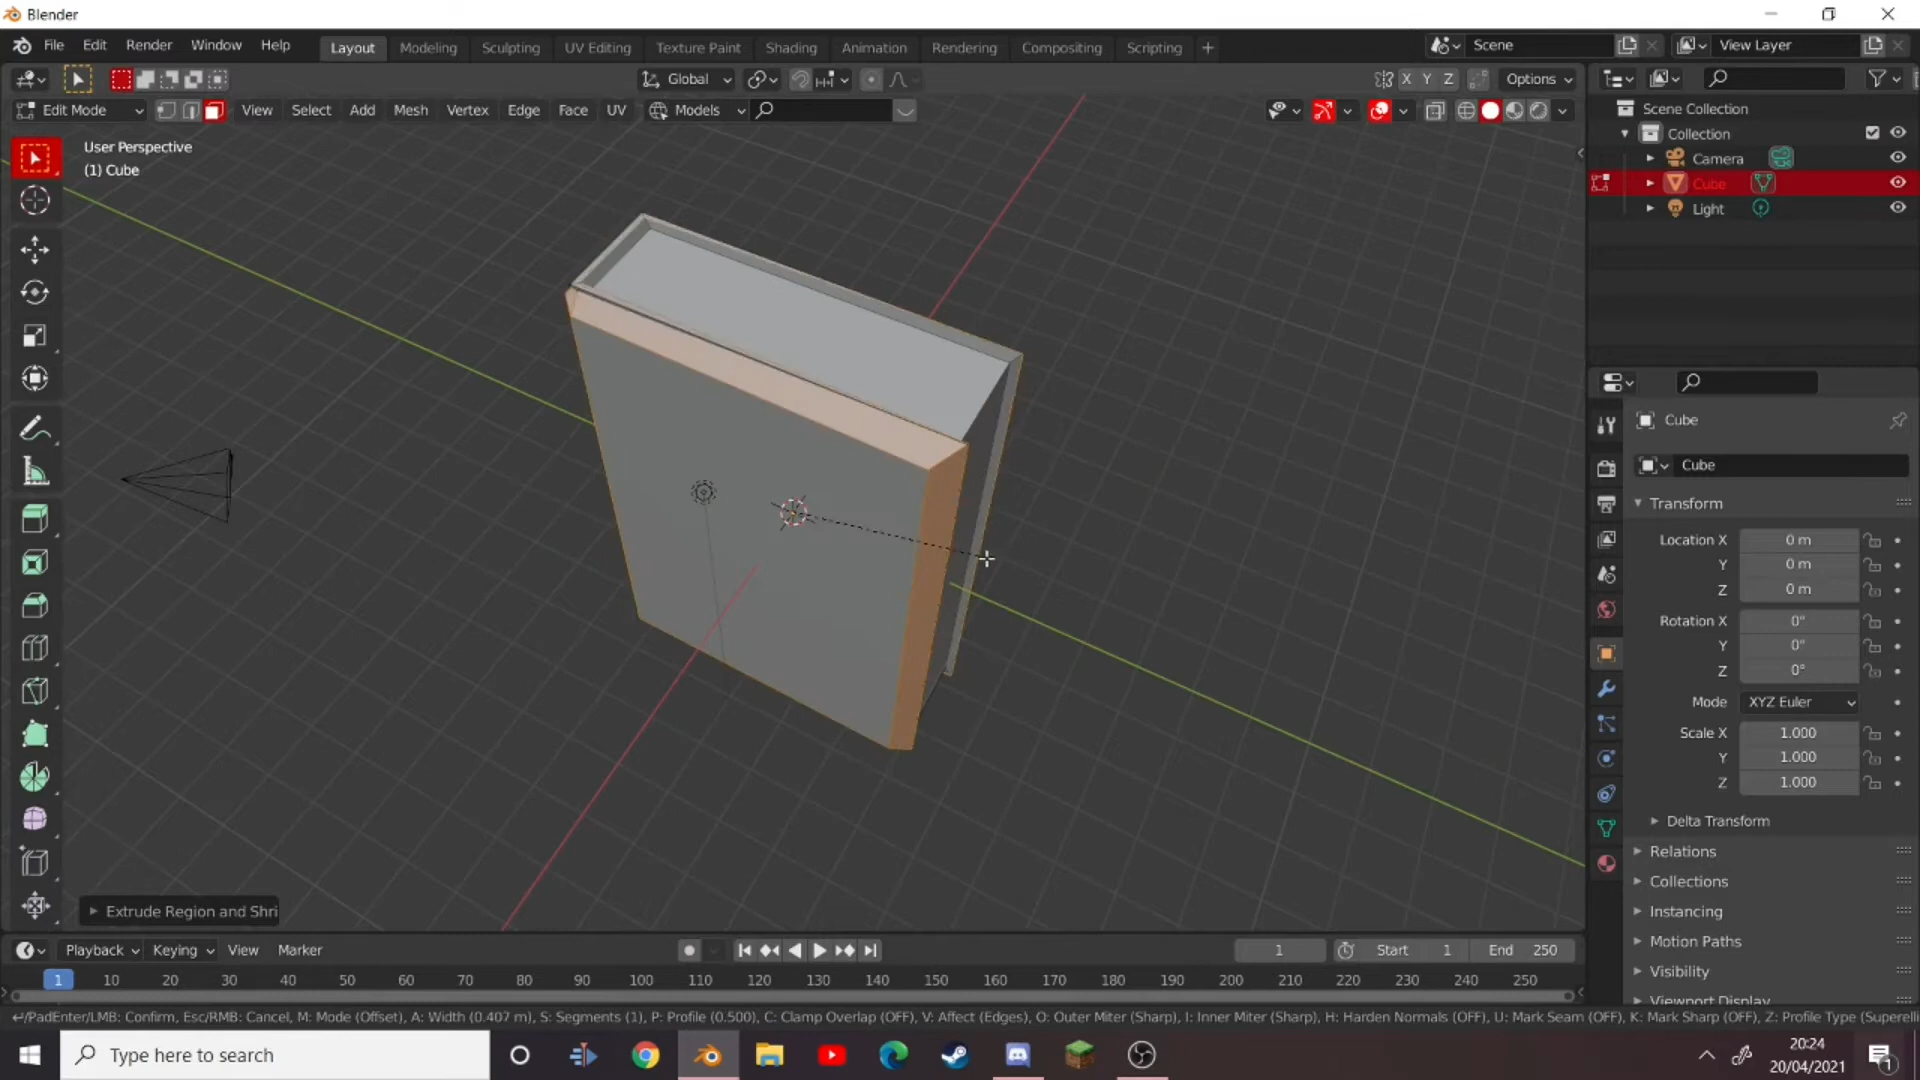 Blender
File Edit Render Window Help Layout Modeling Sculpting UV Editing Texture Paint Shading Animation Rendering Compositing Scripting + Scene View Layer
Global X Y Z Options
Edit Mode View Select Add Mesh Vertex Edge Face UV Models
User Perspective
(1) Cube
Scene Collection
Collection
Camera
Cube
Light
Cube
Cube
Transform
Location X 0 m
Y 0 m
Z 0 m
Rotation X 0°
Y 0°
Z 0°
Mode XYZ Euler
Scale X 1.000
Y 1.000
Z 1.000
Delta Transform
Relations
Collections
Instancing
Motion Paths
Visibility
Viewport Display
Extrude Region and Shri
Playback Keying View Marker 1 Start 1 End 250
1 10 20 30 40 50 60 70 80 90 100 110 120 130 140 150 160 170 180 190 200 210 220 230 240 250
↵/PadEnter/LMB: Confirm, Esc/RMB: Cancel, M: Mode (Offset), A: Width (0.407 m), S: Segments (1), P: Profile (0.500), C: Clamp Overlap (OFF), V: Affect (Edges), O: Outer Miter (Sharp), I: Inner Miter (Sharp), H: Harden Normals (OFF), U: Mark Seam (OFF), K: Mark Sharp (OFF), Z: Profile Type (Superelli
Type here to search
20:24
20/04/2021
1